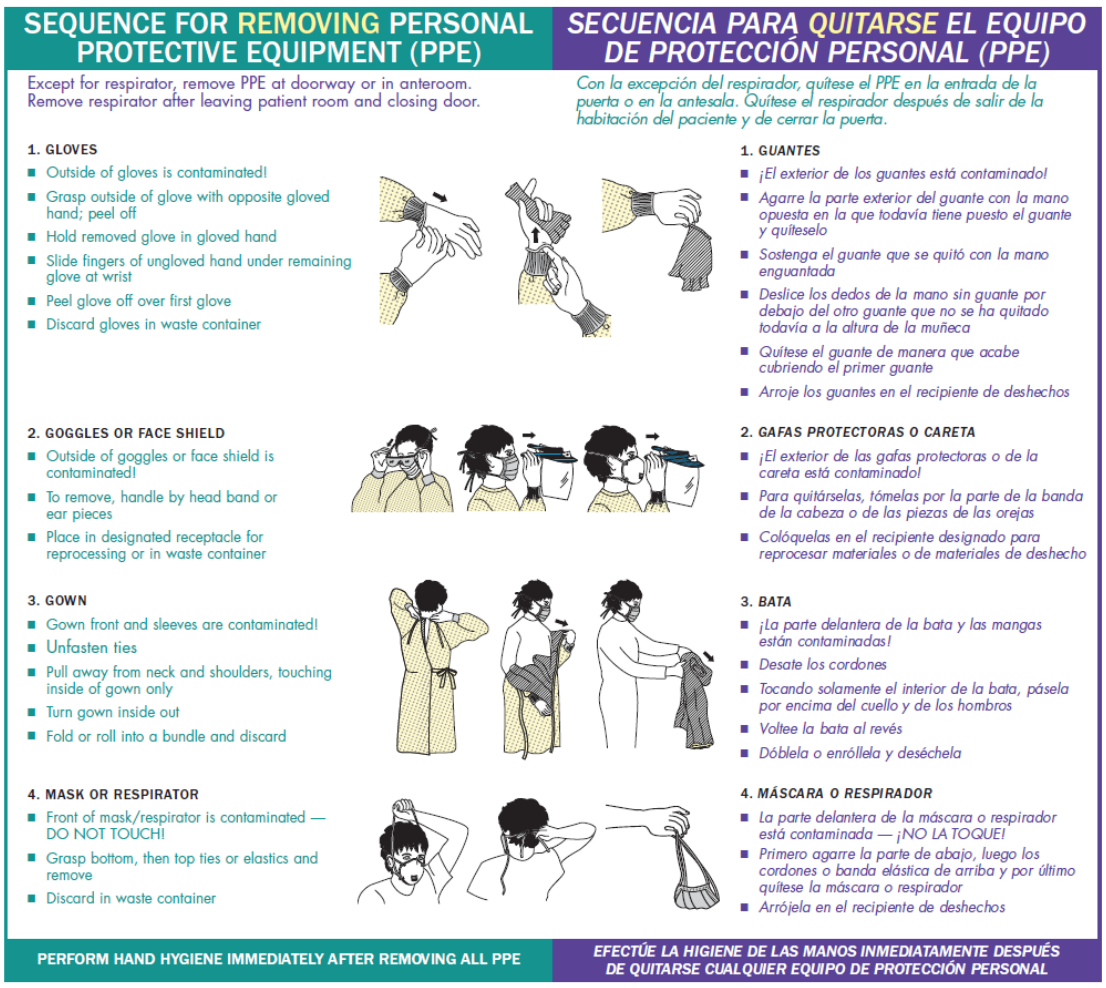 SEQUENCE FOR REMOVING PERSONAL
PROTECTIVE EQUIPMENT (PPE)
Except for respirator, remove PPE at doorway or in anteroom.
Remove respirator after leaving patient room and closing door.
1. GLOVES
■ Outside of gloves is contaminated!
■ Grasp outside of glove with opposite gloved
hand; peel off
■ Hold removed glove in gloved hand
■ Slide fingers of ungloved hand under remaining
glove at wrist
■ Peel glove off over first glove
■ Discard gloves in waste container
2. GOGGLES OR FACE SHIELD
■ Outside of goggles or face shield is
contaminated!
■ To remove, handle by head band or
ear pieces
■ Place in designated receptacle for
reprocessing or in waste container
3. GOWN
■ Gown front and sleeves are contaminated!
■ Unfasten ties
■ Pull away from neck and shoulders, touching
inside of gown only
■ Turn gown inside out
■ Fold or roll into a bundle and discard
4. MASK OR RESPIRATOR
■ Front of mask/respirator is contaminated —
DO NOT TOUCH!
■ Grasp bottom, then top ties or elastics and
remove
■ Discard in waste container
PERFORM HAND HYGIENE IMMEDIATELY AFTER REMOVING ALL PPE
SECUENCIA PARA QUITARSE EL EQUIPO
DE PROTECCIÓN PERSONAL (PPE)
Con la excepción del respirador, quítese el PPE en la entrada de la
puerta o en la antesala. Quítese el respirador después de salir de la
habitación del paciente y de cerrar la puerta.
1. GUANTES
■ ¡El exterior de los guantes está contaminado!
■ Agarre la parte exterior del guante con la mano
opuesta en la que todavía tiene puesto el guante
y quíteselo
■ Sostenga el guante que se quitó con la mano
enguantada
■ Deslice los dedos de la mano sin guante por
debajo del otro guante que no se ha quitado
todavía a la altura de la muñeca
■ Quítese el guante de manera que acabe
cubriendo el primer guante
■ Arroje los guantes en el recipiente de deshechos
2. GAFAS PROTECTORAS O CARETA
■ ¡El exterior de las gafas protectoras o de la
careta está contaminado!
■ Para quitárselas, tómelas por la parte de la banda
de la cabeza o de las piezas de las orejas
■ Colóquelas en el recipiente designado para
reprocesar materiales o de materiales de deshecho
3. BATA
■ ¡La parte delantera de la bata y las mangas
están contaminadas!
■ Desate los cordones
■ Tocando solamente el interior de la bata, pásela
por encima del cuello y de los hombros
■ Voltee la bata al revés
■ Dóblela o enróllela y deséchela
4. MÁSCARA O RESPIRADOR
■ La parte delantera de la máscara o respirador
está contaminada — ¡NO LA TOQUE!
■ Primero agarre la parte de abajo, luego los
cordones o banda elástica de arriba y por último
quítese la máscara o respirador
■ Arrójela en el recipiente de deshechos
EFECTÚE LA HIGIENE DE LAS MANOS INMEDIATAMENTE DESPUÉS
DE QUITARSE CUALQUIER EQUIPO DE PROTECCIÓN PERSONAL